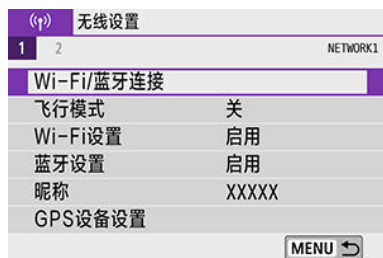 无线设置
1 2 NETWORK1
Wi-Fi/蓝牙连接
飞行模式 关
Wi-Fi设置 启用
蓝牙设置 启用
昵称 XXXXX
GPS设备设置
MENU